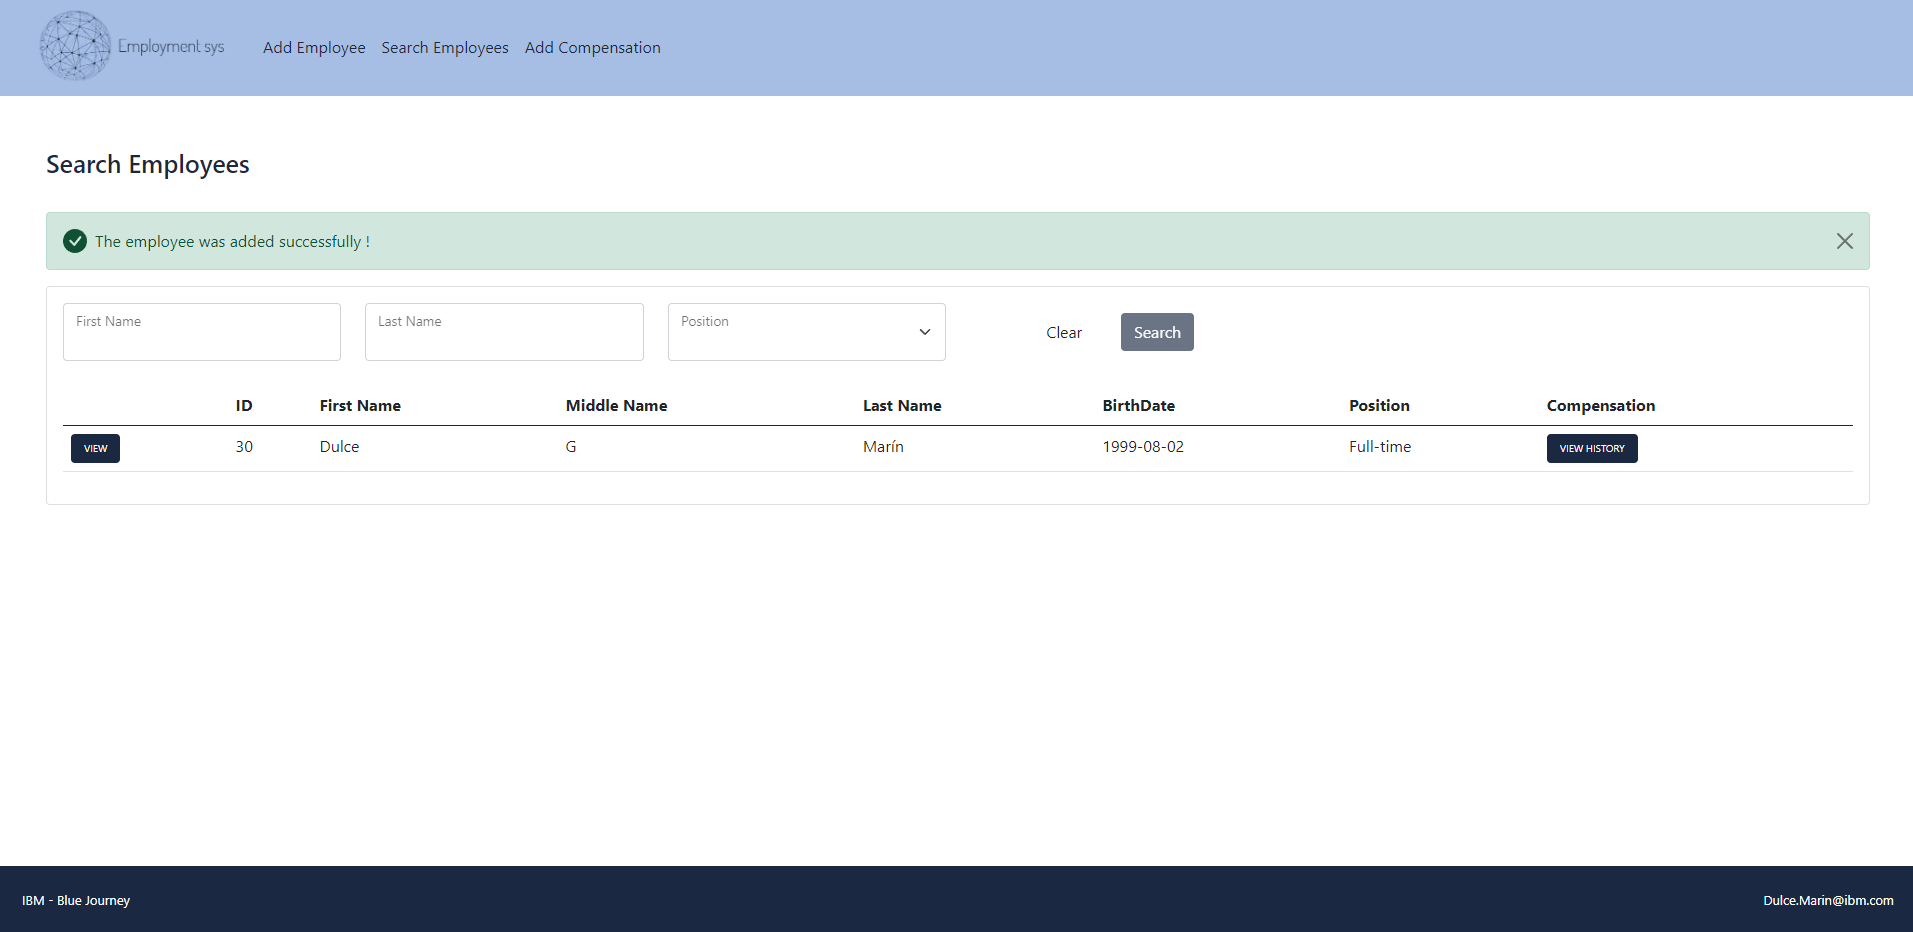 Employment sys Add Employee Search Employees Add Compensation
Search Employees
The employee was added successfully !
First Name Last Name Position Clear Search
ID First Name Middle Name Last Name BirthDate Position Compensation
VIEW 30 Dulce G Marín 1999-08-02 Full-time VIEW HISTORY
IBM - Blue Journey Dulce.Marin@ibm.com